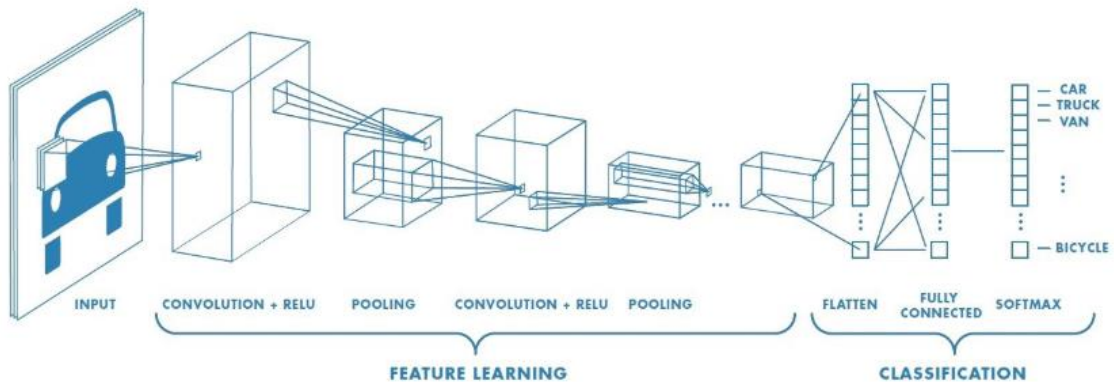 CAR
TRUCK
VAN
BICYCLE
INPUT
CONVOLUTION + RELU
POOLING
CONVOLUTION + RELU
POOLING
FLATTEN
FULLY
CONNECTED
SOFTMAX
FEATURE LEARNING
CLASSIFICATION